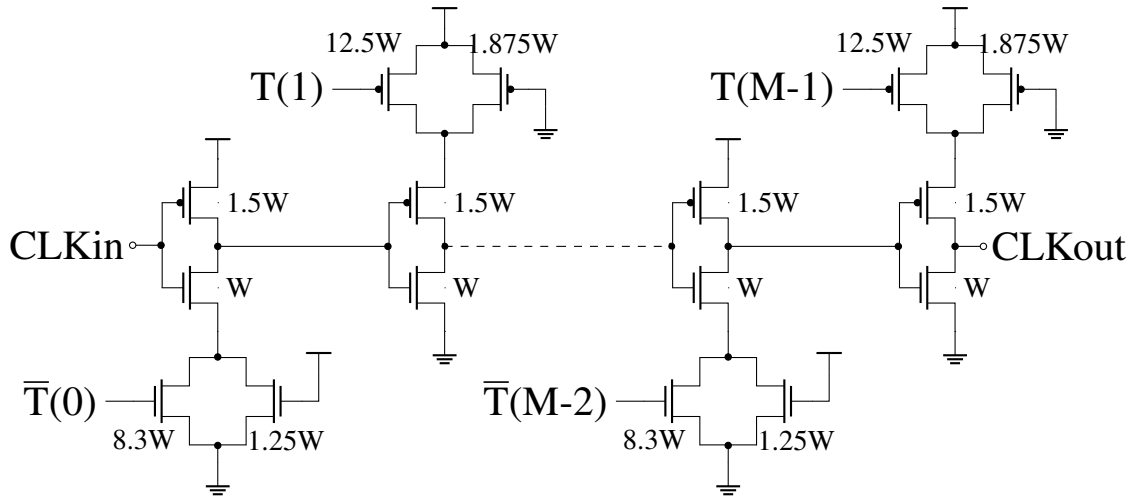 12.5W 1.875W 12.5W 1.875W
T(1) T(M-1)
1.5W 1.5W 1.5W 1.5W
CLKin CLKout
W W W W
T̅(0) T̅(M-2)
8.3W 1.25W 8.3W 1.25W